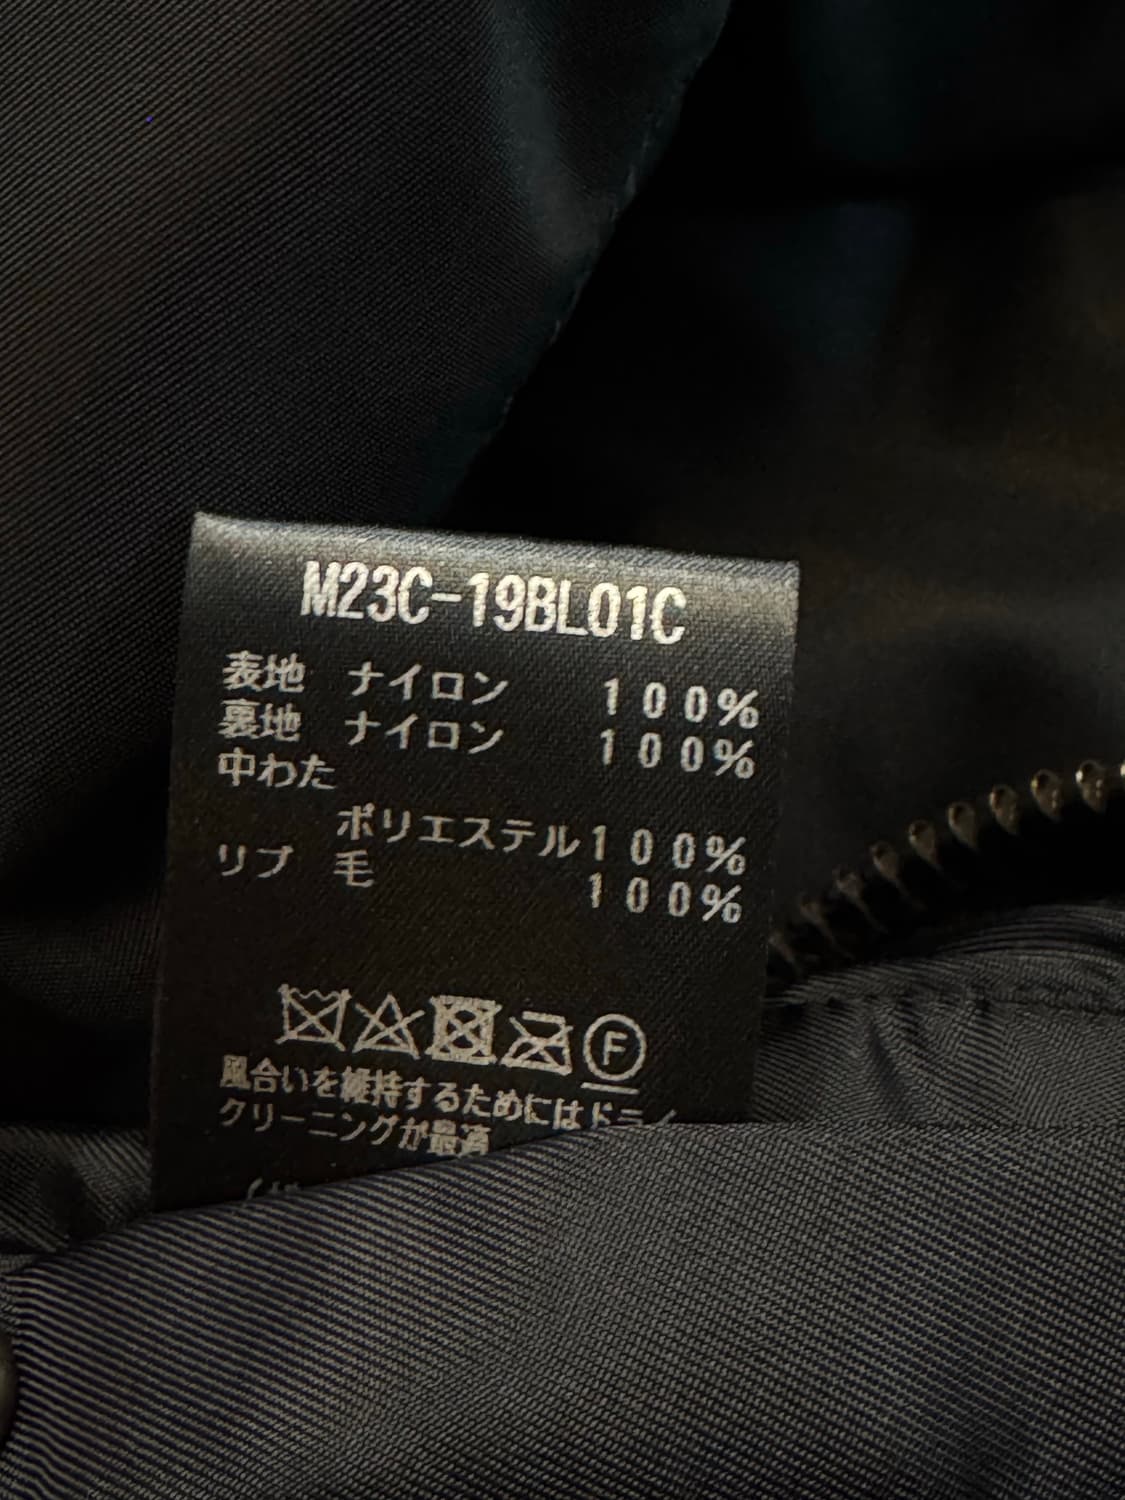 M23C-19BL01C
表地 ナイロン 100%
裏地 ナイロン 100%
中わた
ポリエステル100%
リブ 毛 100%
F
風合いを維持するためにはドライ
クリーニングが最適